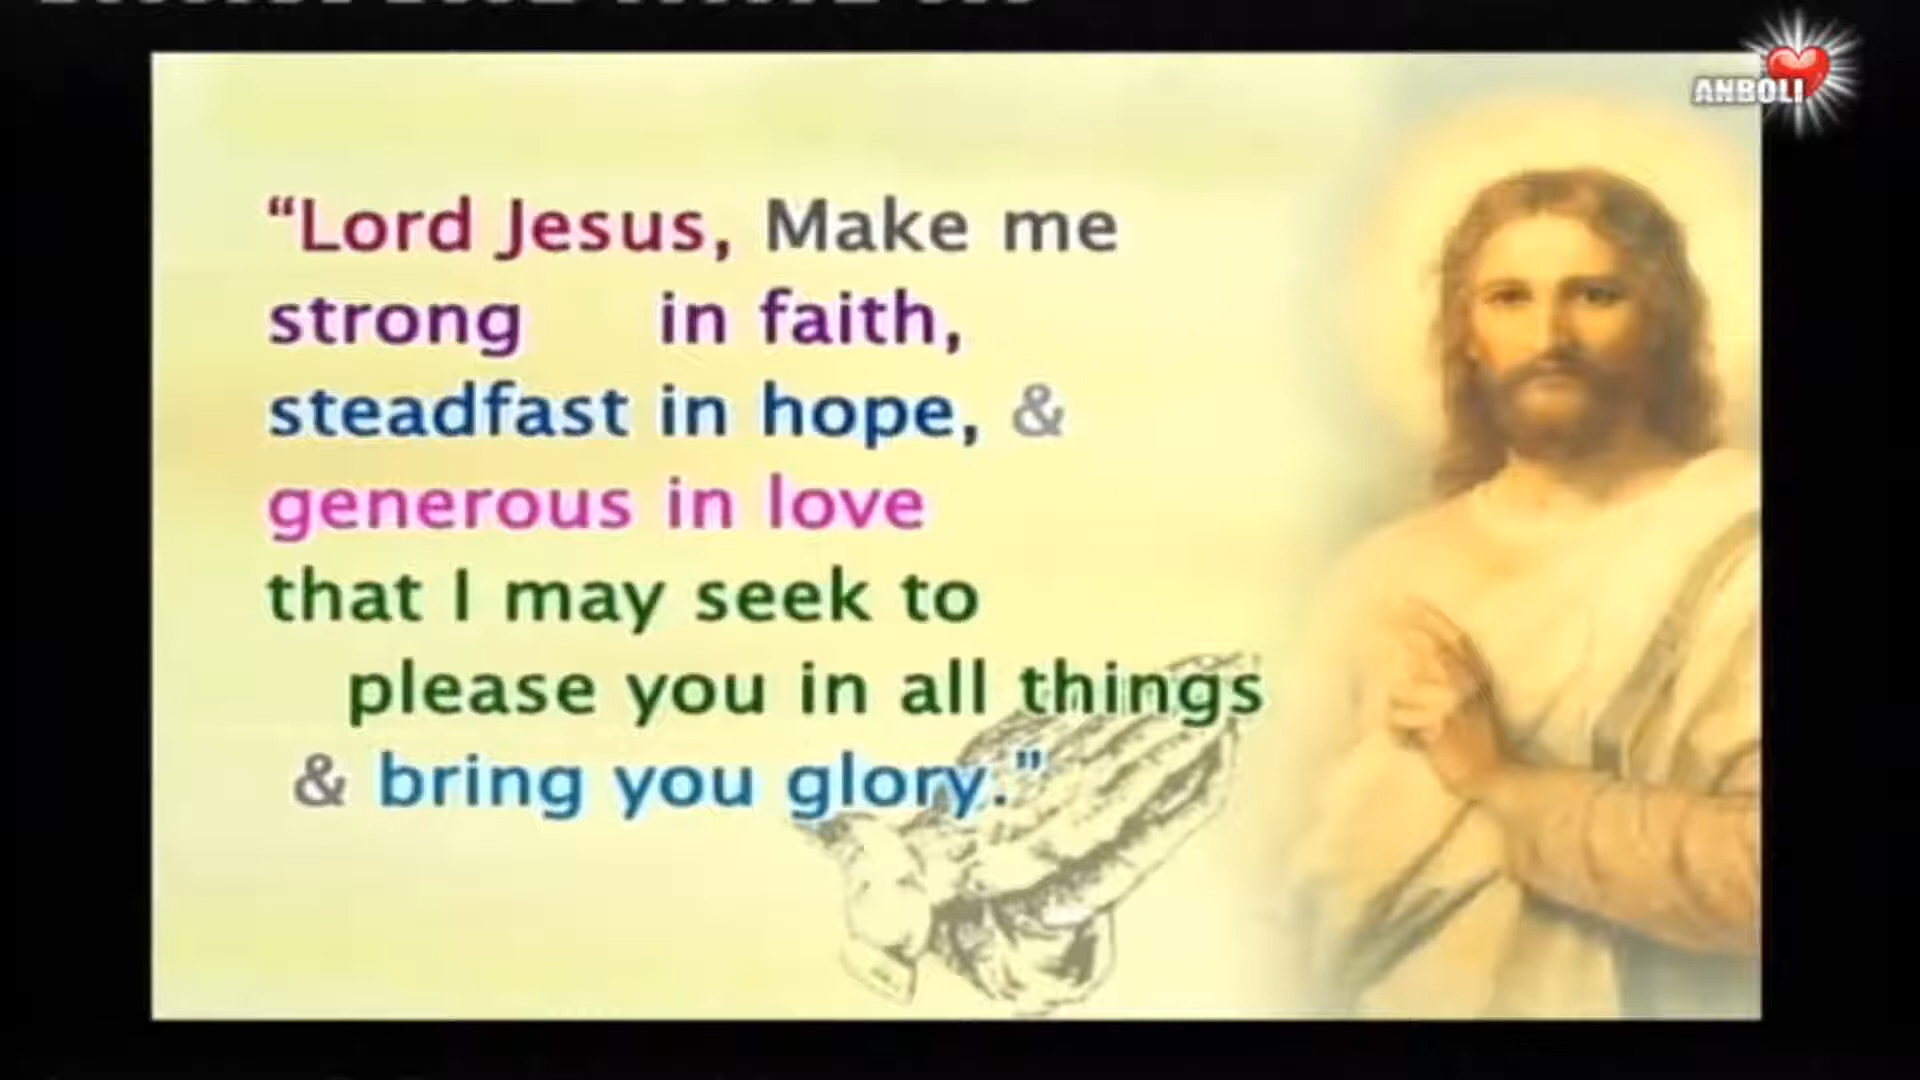 ANBOLI
“Lord Jesus, Make me
strong in faith,
steadfast in hope, &
generous in love
that I may seek to
please you in all things
& bring you glory.”